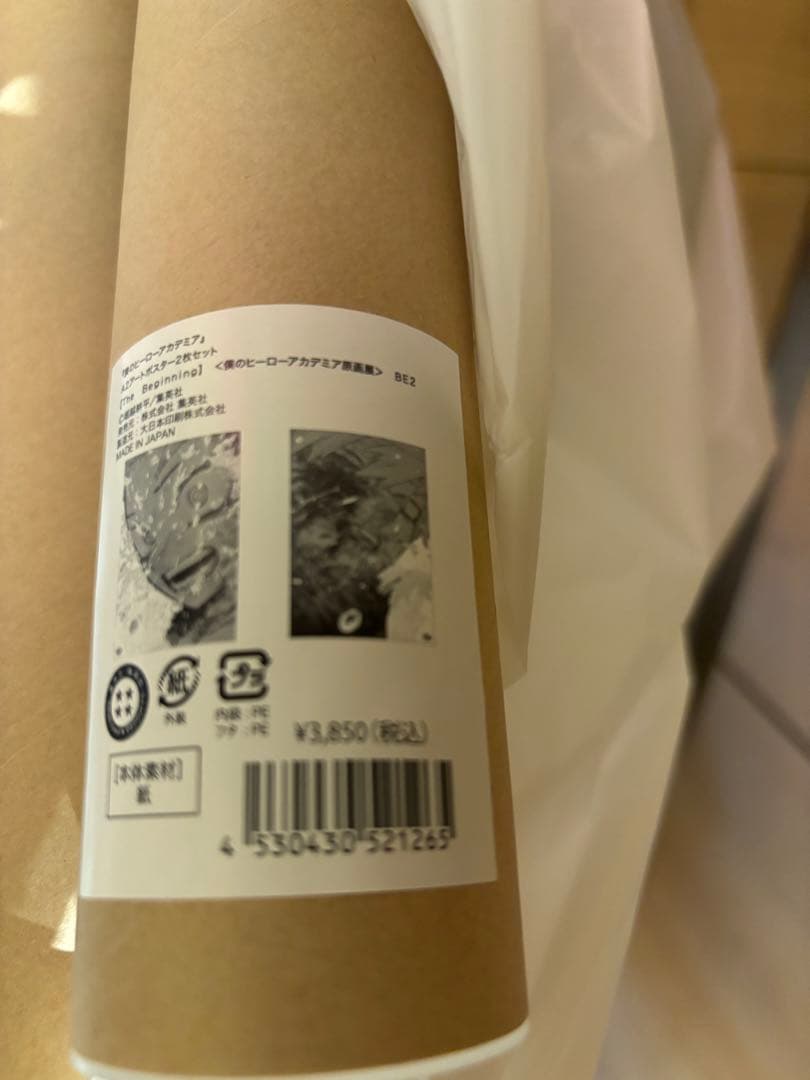 『僕のヒーローアカデミア』
A2アートポスター2枚セット
【The Beginning】 <僕のヒーローアカデミア原画展> BE2
©堀越耕平/集英社
発売元：株式会社 集英社
製造元：大日本印刷株式会社
MADE IN JAPAN
紙
外装
プラ
内袋：PE
フタ：PE
¥3,850(税込)
[本体素材]
紙
4 530430 521265